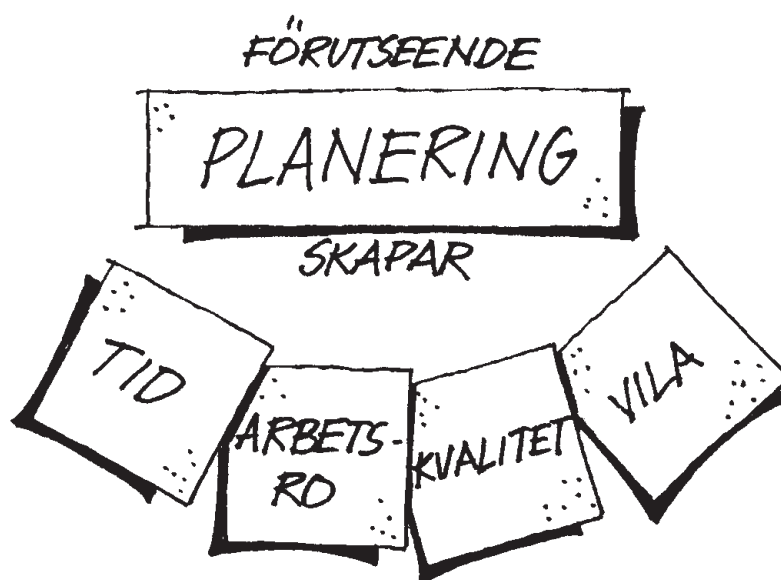 FÖRUTSEENDE
PLANERING
SKAPAR
TID
ARBETS-
RO
KVALITET
VILA